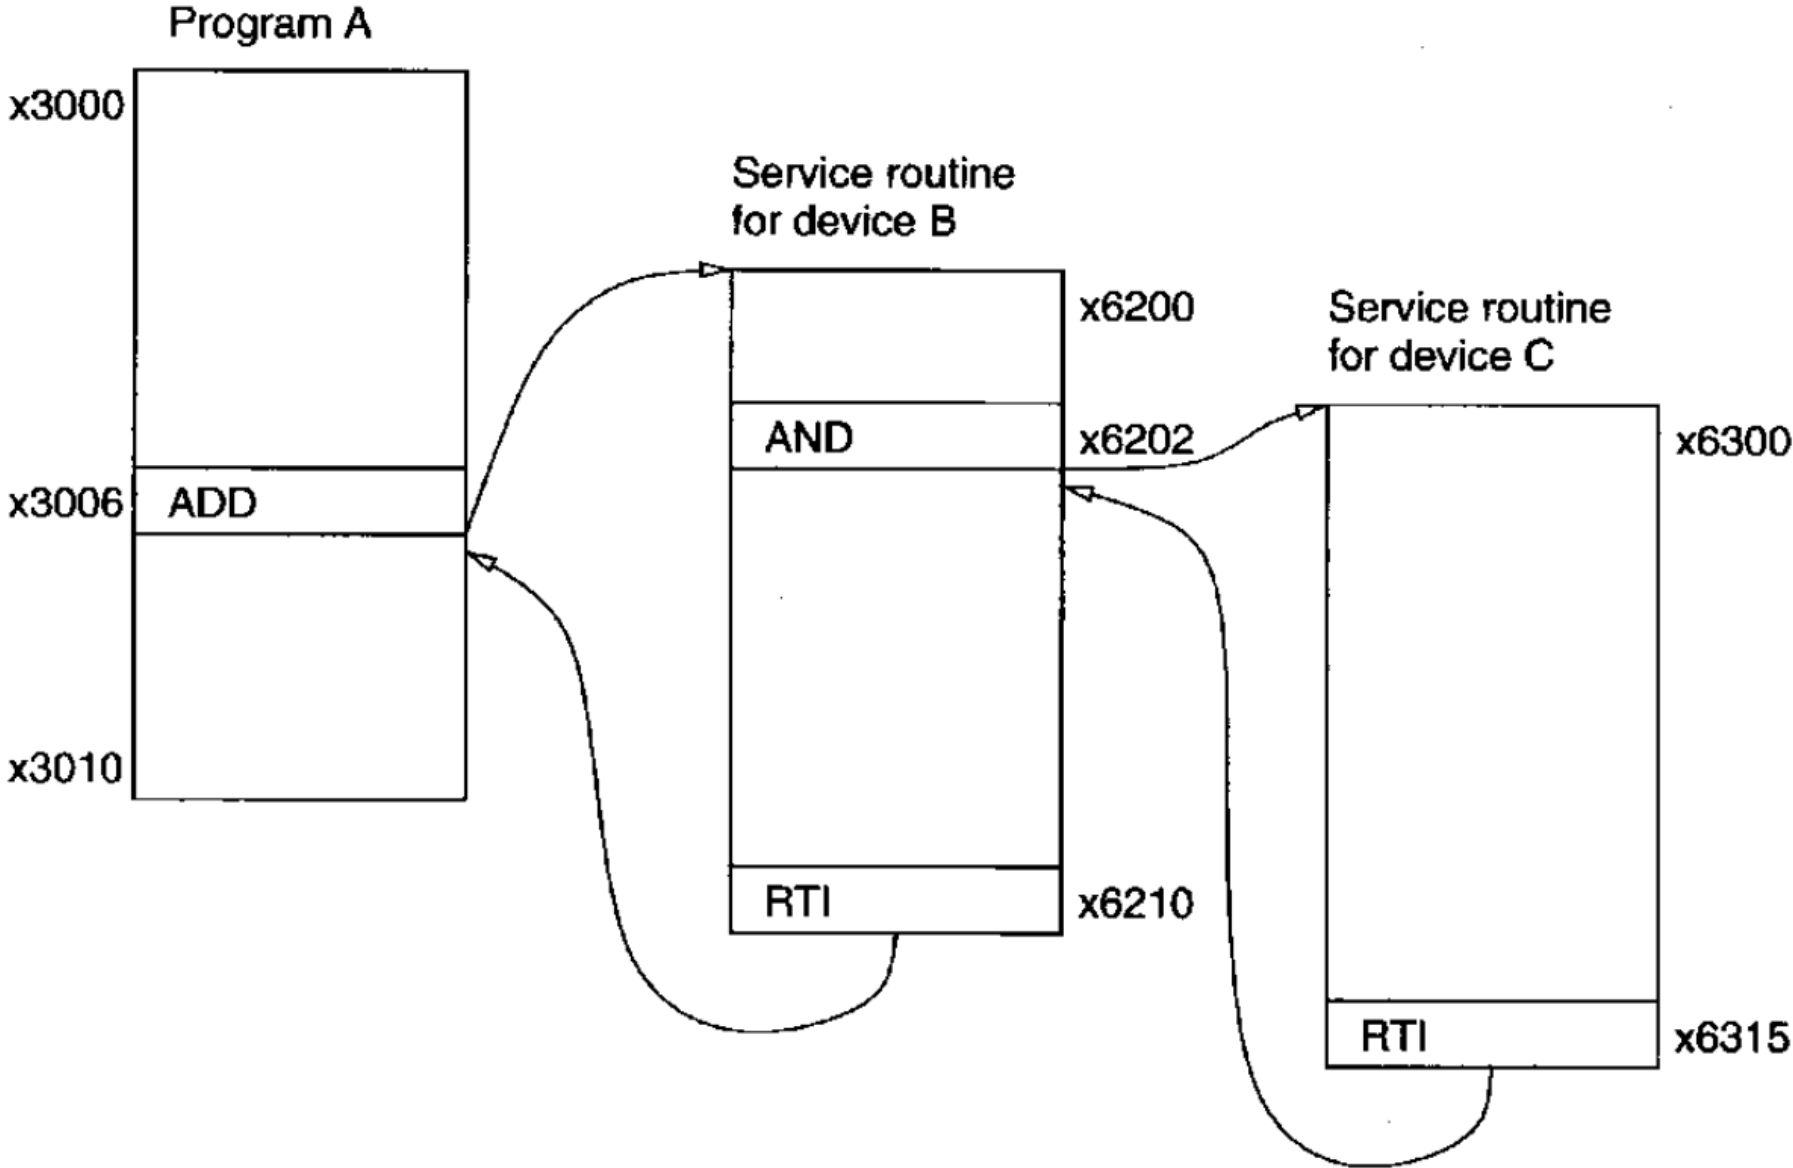 Program A
x3000
x3006
ADD
x3010
Service routine
for device B
x6200
AND
x6202
RTI
x6210
Service routine
for device C
x6300
RTI
x6315